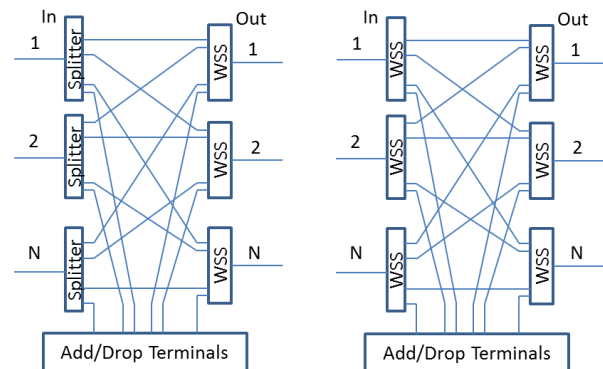 In
Out
1
Splitter
WSS
1
2
Splitter
WSS
2
N
Splitter
WSS
N
Add/Drop Terminals
In
Out
1
WSS
WSS
1
2
WSS
WSS
2
N
WSS
WSS
N
Add/Drop Terminals